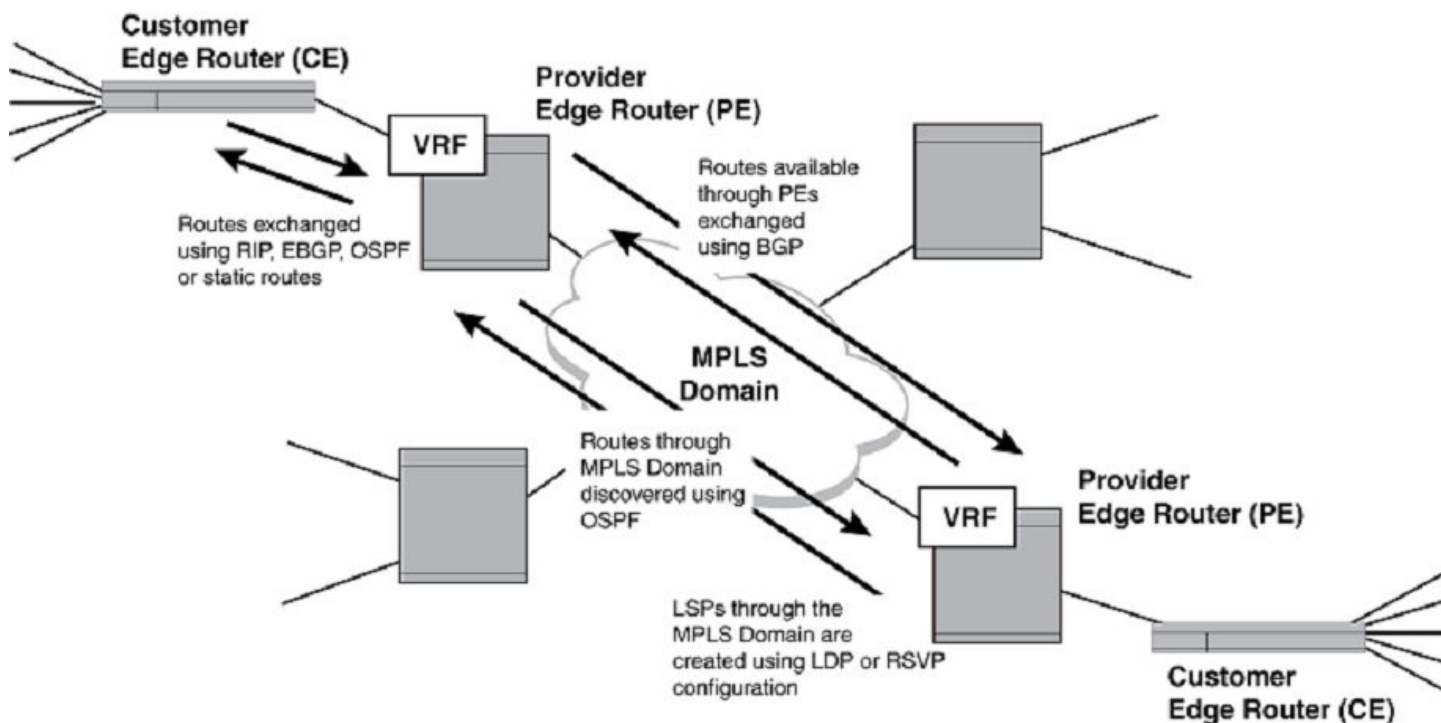 Customer
Edge Router (CE)
Provider
Edge Router (PE)
VRF
Routes available
through PEs
exchanged
using BGP
Routes exchanged
using RIP, EBGP, OSPF
or static routes
MPLS
Domain
Routes through
MPLS Domain
discovered using
OSPF
Provider
Edge Router (PE)
VRF
LSPs through the
MPLS Domain are
created using LDP or RSVP
configuration
Customer
Edge Router (CE)